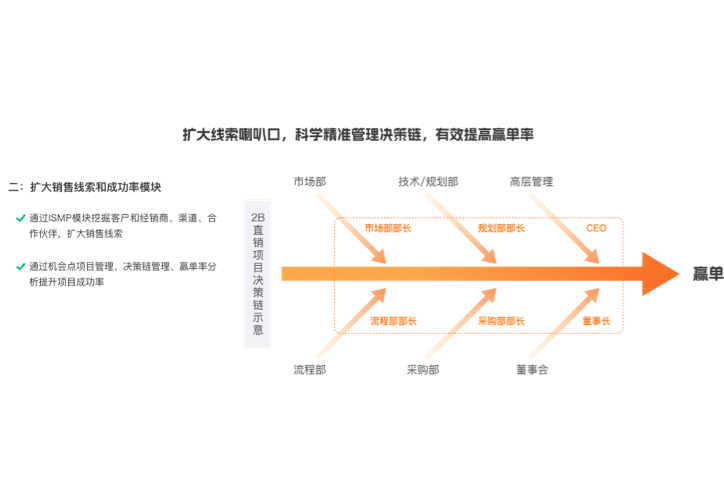 扩大线索喇叭口，科学精准管理决策链，有效提高赢单率
二：扩大销售线索和成功率模块
通过ISMP模块挖掘客户和经销商、渠道、合
作伙伴，扩大销售线索
通过机会点项目管理、决策链管理、赢单率分
析提升项目成功率
2B直销项目决策链示意
市场部
技术/规划部
高层管理
市场部部长
规划部部长
CEO
赢单
流程部部长
采购部部长
董事长
流程部
采购部
董事会